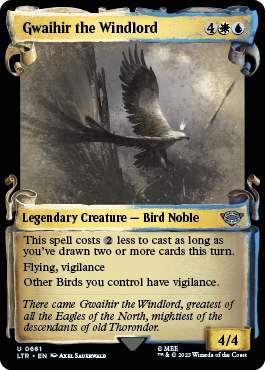 Gwaihir the Windlord 4
Legendary Creature — Bird Noble
This spell costs 2 less to cast as long as
you've drawn two or more cards this turn.
Flying, vigilance
Other Birds you control have vigilance.
There came Gwaihir the Windlord, greatest of
all the Eagles of the North, mightiest of the
descendants of old Thorondor.
4/4
U 0661
LTR • EN AXEL SAUERWALD
© MEE
™ & © 2023 Wizards of the Coast